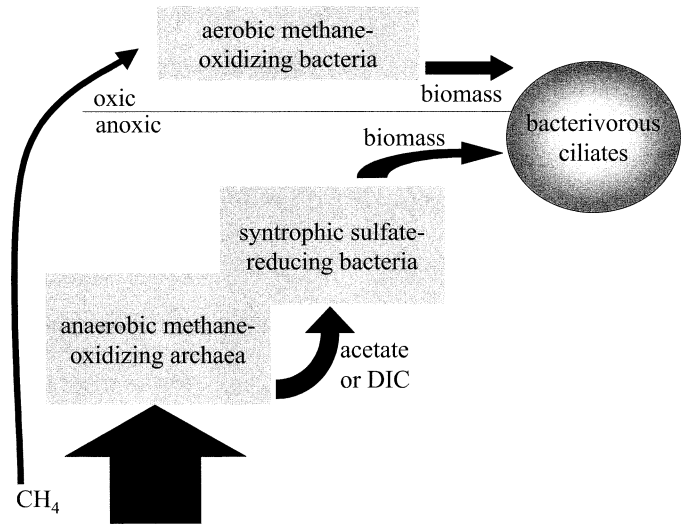 aerobic methane-
oxidizing bacteria
biomass
oxic
anoxic
bacterivorous
ciliates
biomass
syntrophic sulfate-
reducing bacteria
anaerobic methane-
oxidizing archaea
acetate
or DIC
CH₄